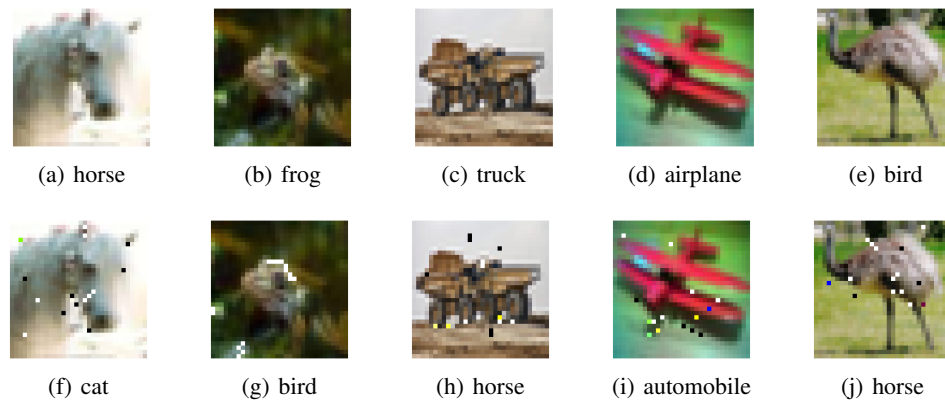 (a) horse
(b) frog
(c) truck
(d) airplane
(e) bird
(f) cat
(g) bird
(h) horse
(i) automobile
(j) horse